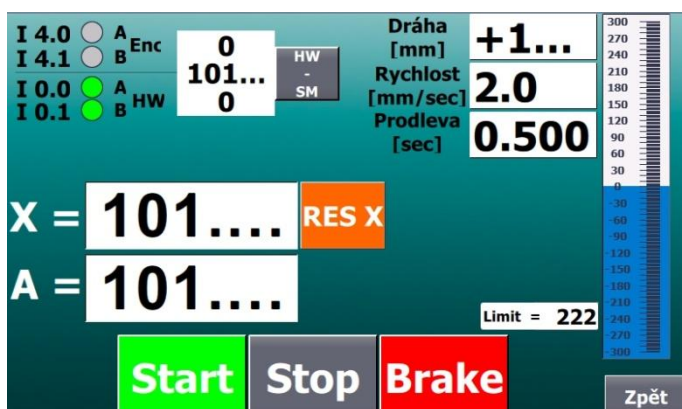 I 4.0 A
I 4.1 B
Enc
I 0.0 A
I 0.1 B
HW
0
101...
0
HW
-
SM
Dráha
[mm]
+1...
Rychlost
[mm/sec]
2.0
Prodleva
[sec]
0.500
300
270
240
210
180
150
120
90
60
30
0
-30
-60
-90
-120
-150
-180
-210
-240
-270
-300
X = 101.... RES X
A = 101....
Limit = 222
Start Stop Brake
Zpět